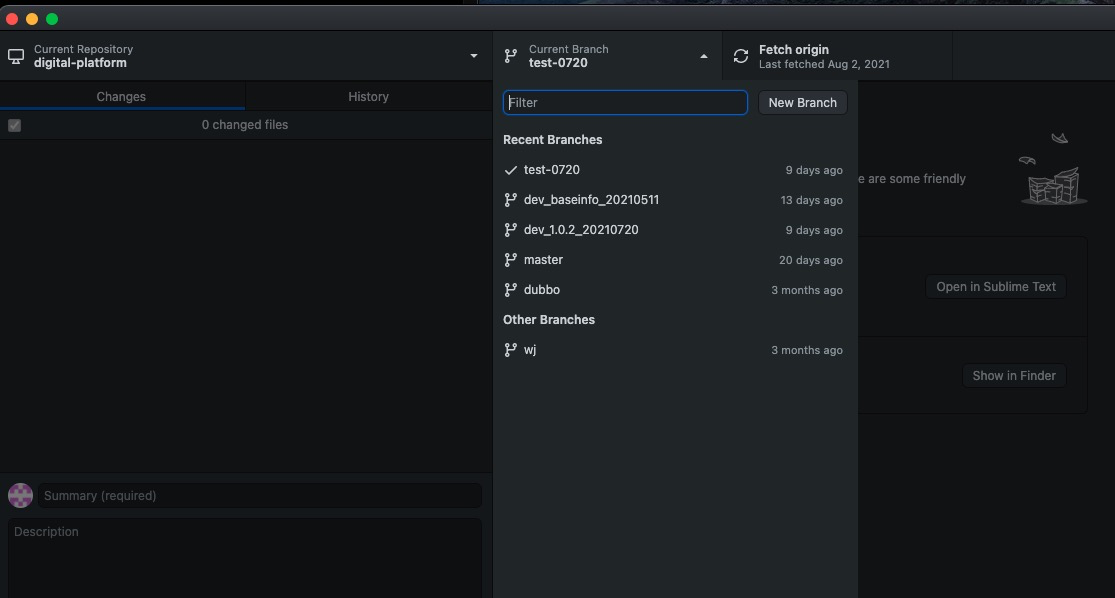 Current Repository
digital-platform
Current Branch
test-0720
Fetch origin
Last fetched Aug 2, 2021
Changes
History
0 changed files
Filter
New Branch
Recent Branches
test-0720 9 days ago
dev_baseinfo_20210511 13 days ago
dev_1.0.2_20210720 9 days ago
master 20 days ago
dubbo 3 months ago
Other Branches
wj 3 months ago
e are some friendly
Open in Sublime Text
Show in Finder
Summary (required)
Description